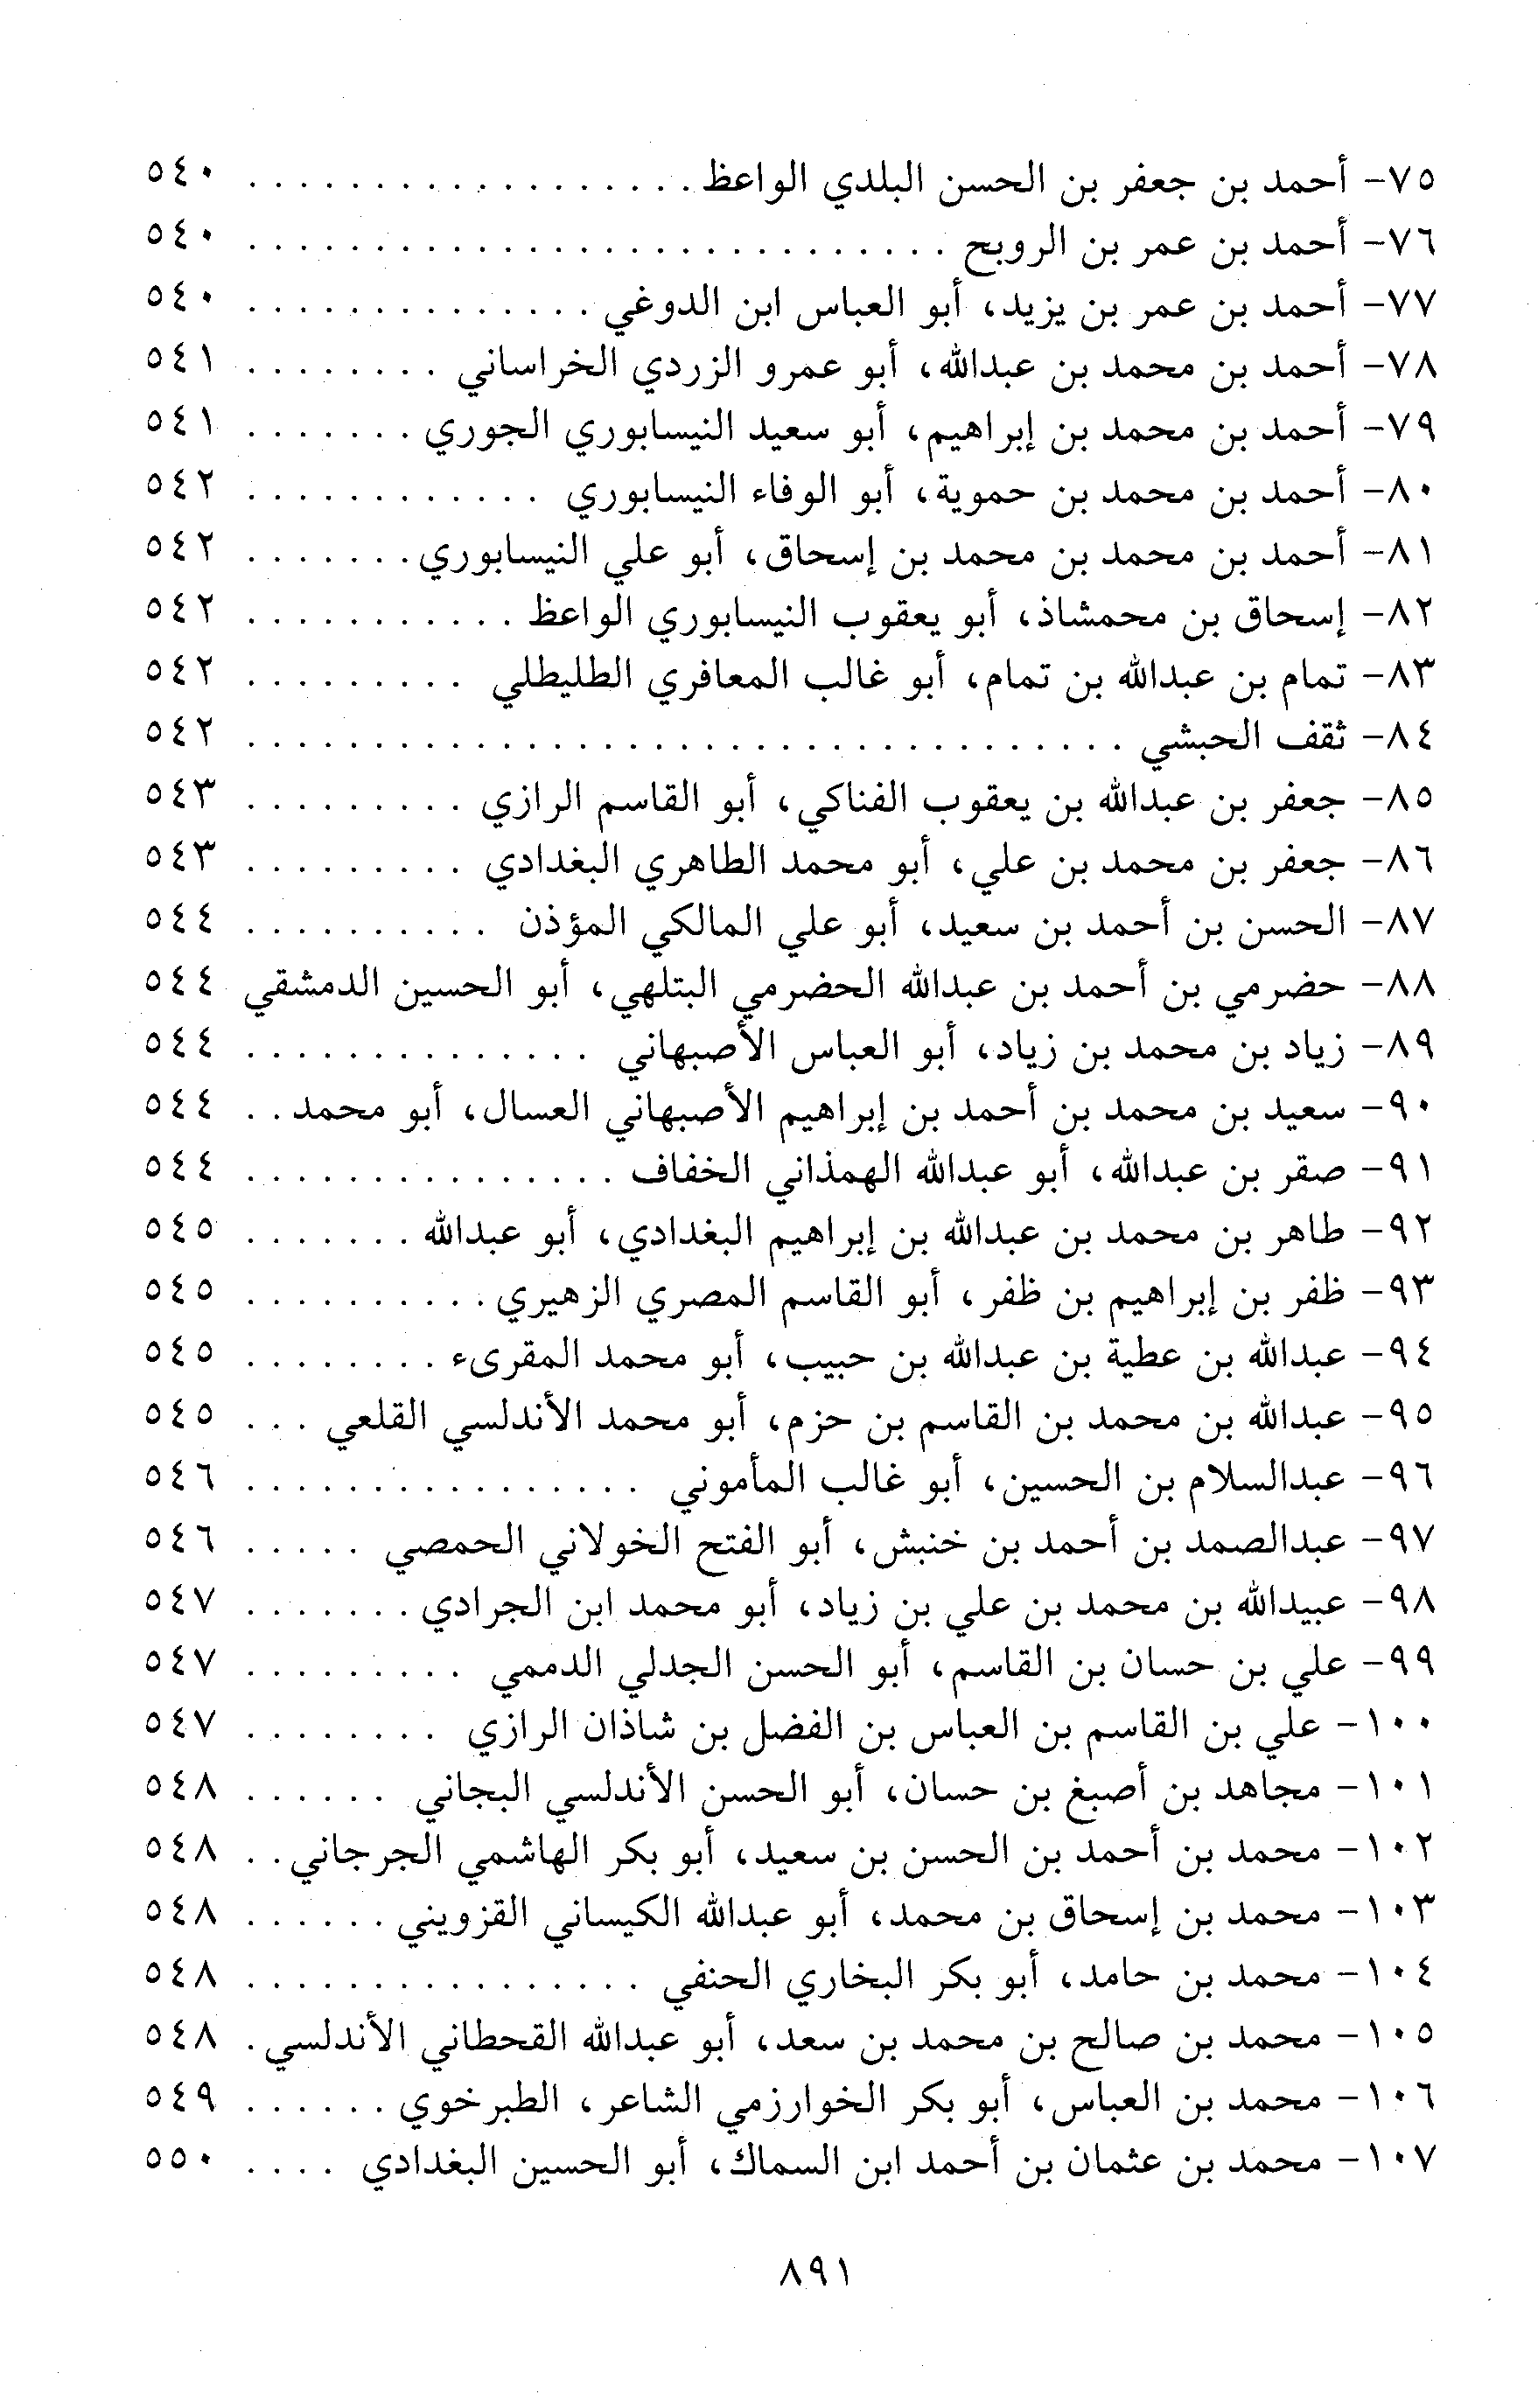 ٧٥- أحمد بن جعفر بن الحسن البلدي الواعظ . . . . . . . . . . . . . . . . . . ٥٤٠
٧٦- أحمد بن عمر بن الرويح . . . . . . . . . . . . . . . . . . . . . . . . . . . . ٥٤٠
٧٧- أحمد بن عمر بن يزيد، أبو العباس ابن الدوغي . . . . . . . . . . . . . . ٥٤٠
٧٨- أحمد بن محمد بن عبدالله، أبو عمرو الزردي الخراساني . . . . . . . . ٥٤١
٧٩- أحمد بن محمد بن إبراهيم، أبو سعيد النيسابوري الجوري . . . . . . . ٥٤١
٨٠- أحمد بن محمد بن حموية، أبو الوفاء النيسابوري . . . . . . . . . . . . ٥٤٢
٨١- أحمد بن محمد بن محمد بن إسحاق، أبو علي النيسابوري . . . . . . . ٥٤٢
٨٢- إسحاق بن محمشاذ، أبو يعقوب النيسابوري الواعظ . . . . . . . . . . . ٥٤٢
٨٣- تمام بن عبدالله بن تمام، أبو غالب المعافري الطليطلي . . . . . . . . . ٥٤٢
٨٤- ثقف الحبشي . . . . . . . . . . . . . . . . . . . . . . . . . . . . . . . . . . . ٥٤٢
٨٥- جعفر بن عبدالله بن يعقوب الفناكي، أبو القاسم الرازي . . . . . . . . . ٥٤٣
٨٦- جعفر بن محمد بن علي، أبو محمد الطاهري البغدادي . . . . . . . . . ٥٤٣
٨٧- الحسن بن أحمد بن سعيد، أبو علي المالكي المؤذن . . . . . . . . . . ٥٤٤
٨٨- حضرمي بن أحمد بن عبدالله الحضرمي البتلهي، أبو الحسين الدمشقي ٥٤٤
٨٩- زياد بن محمد بن زياد، أبو العباس الأصبهاني . . . . . . . . . . . . . . ٥٤٤
٩٠- سعيد بن محمد بن أحمد بن إبراهيم الأصبهاني العسال، أبو محمد . . ٥٤٤
٩١- صقر بن عبدالله، أبو عبدالله الهمذاني الخفاف . . . . . . . . . . . . . . . ٥٤٤
٩٢- طاهر بن محمد بن عبدالله بن إبراهيم البغدادي، أبو عبدالله . . . . . . . ٥٤٥
٩٣- ظفر بن إبراهيم بن ظفر، أبو القاسم المصري الزهيري . . . . . . . . . . ٥٤٥
٩٤- عبدالله بن عطية بن عبدالله بن حبيب، أبو محمد المقرىء . . . . . . . . ٥٤٥
٩٥- عبدالله بن محمد بن القاسم بن حزم، أبو محمد الأندلسي القلعي . . . ٥٤٥
٩٦- عبدالسلام بن الحسين، أبو غالب المأموني . . . . . . . . . . . . . . . . ٥٤٦
٩٧- عبدالصمد بن أحمد بن خنبش، أبو الفتح الخولاني الحمصي . . . . . ٥٤٦
٩٨- عبيدالله بن محمد بن علي بن زياد، أبو محمد ابن الجرادي . . . . . . . ٥٤٧
٩٩- علي بن حسان بن القاسم، أبو الحسن الجدلي الدممي . . . . . . . . . ٥٤٧
١٠٠- علي بن القاسم بن العباس بن الفضل بن شاذان الرازي . . . . . . . . ٥٤٧
١٠١- مجاهد بن أصبغ بن حسان، أبو الحسن الأندلسي البجاني . . . . . . ٥٤٨
١٠٢- محمد بن أحمد بن الحسن بن سعيد، أبو بكر الهاشمي الجرجاني . . ٥٤٨
١٠٣- محمد بن إسحاق بن محمد، أبو عبدالله الكيساني القزويني . . . . . . ٥٤٨
١٠٤- محمد بن حامد، أبو بكر البخاري الحنفي . . . . . . . . . . . . . . . . ٥٤٨
١٠٥- محمد بن صالح بن محمد بن سعد، أبو عبدالله القحطاني الأندلسي . ٥٤٨
١٠٦- محمد بن العباس، أبو بكر الخوارزمي الشاعر، الطبرخوي . . . . . . ٥٤٩
١٠٧- محمد بن عثمان بن أحمد ابن السماك، أبو الحسين البغدادي . . . . ٥٥٠
٨٩١